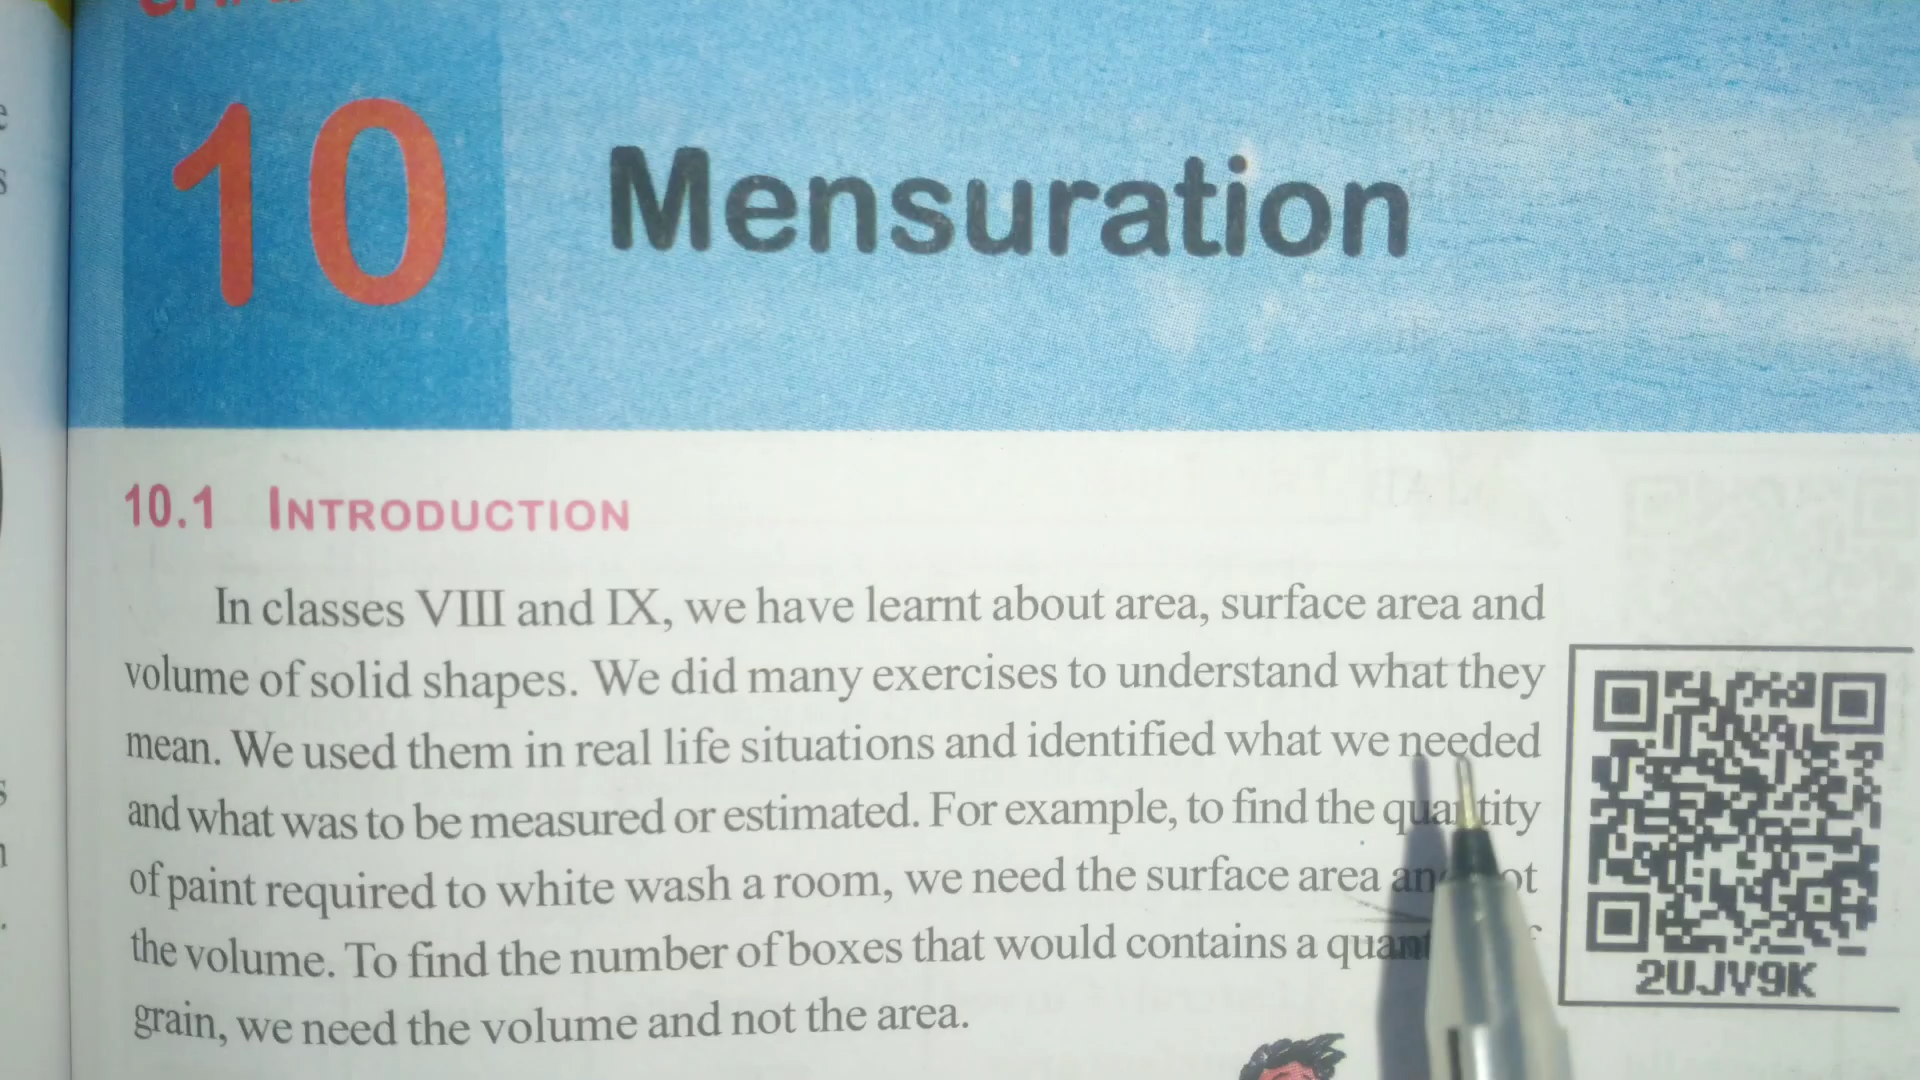 10 Mensuration
10.1 INTRODUCTION
In classes VIII and IX, we have learnt about area, surface area and
volume of solid shapes. We did many exercises to understand what they
mean. We used them in real life situations and identified what we needed
and what was to be measured or estimated. For example, to find the quantity
of paint required to white wash a room, we need the surface area
the volume. To find the number of boxes that would contains a
grain, we need the volume and not the area.
2UJV9K